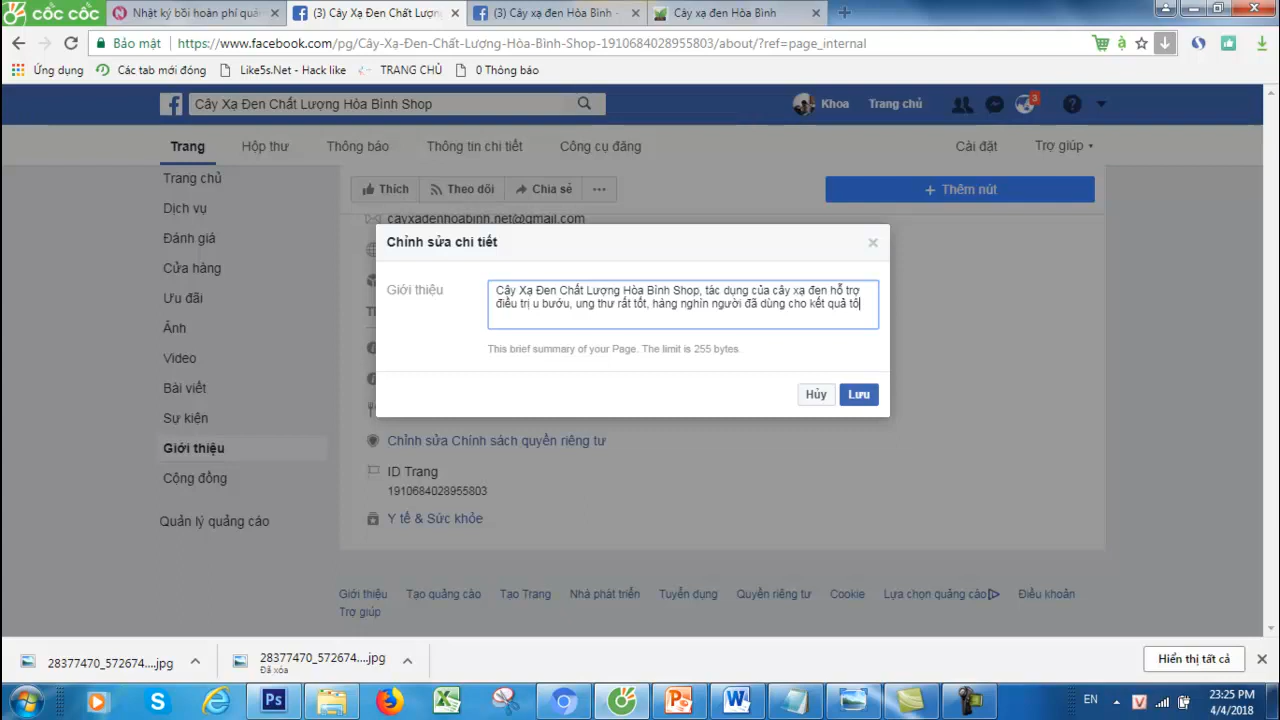 cốc cốc
Nhật ký bồi hoàn phí quản
(3) Cây Xạ Đen Chất Lượng
(3) Cây xạ đen Hòa Bình -
Cây xạ đen Hòa Bình
Bảo mật
https://www.facebook.com/pg/Cây-Xạ-Đen-Chất-Lượng-Hòa-Bình-Shop-1910684028955803/about/?ref=page_internal
Ứng dụng
Các tab mới đóng
Like5s.Net - Hack like
TRANG CHỦ
0 Thông báo
Cây Xạ Đen Chất Lượng Hòa Bình Shop
Khoa
Trang chủ
3
Trang
Hộp thư
Thông báo
Thông tin chi tiết
Công cụ đăng
Cài đặt
Trợ giúp
Trang chủ
Dịch vụ
Đánh giá
Cửa hàng
Ưu đãi
Ảnh
Video
Bài viết
Sự kiện
Giới thiệu
Cộng đồng
Quản lý quảng cáo
Thích
Theo dõi
Chia sẻ
Thêm nút
cayxadenhoabinh.net@gmail.com
Chỉnh sửa chi tiết
Giới thiệu
Cây Xạ Đen Chất Lượng Hòa Bình Shop, tác dụng của cây xạ đen hỗ trợ
điều trị u bướu, ung thư rất tốt, hàng nghìn người đã dùng cho kết quả tố
This brief summary of your Page. The limit is 255 bytes
Hủy
Lưu
Chỉnh sửa Chính sách quyền riêng tư
ID Trang
1910684028955803
Y tế & Sức khỏe
Giới thiệu
Tạo quảng cáo
Tạo Trang
Nhà phát triển
Tuyển dụng
Quyền riêng tư
Cookie
Lựa chọn quảng cáo
Điều khoản
Trợ giúp
28377470_572674....jpg
28377470_572674....jpg
Đã xóa
Hiển thị tất cả
EN
23:25 PM
4/4/2018